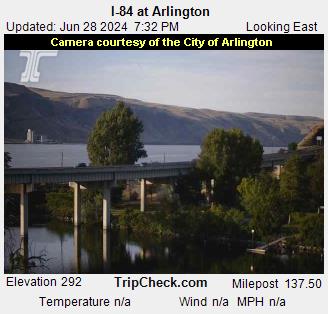 I-84 at Arlington
Updated: Jun 28 2024 7:32 PM Looking East
Camera courtesy of the City of Arlington
Elevation 292 TripCheck.com Milepost 137.50
Temperature n/a Wind n/a MPH n/a